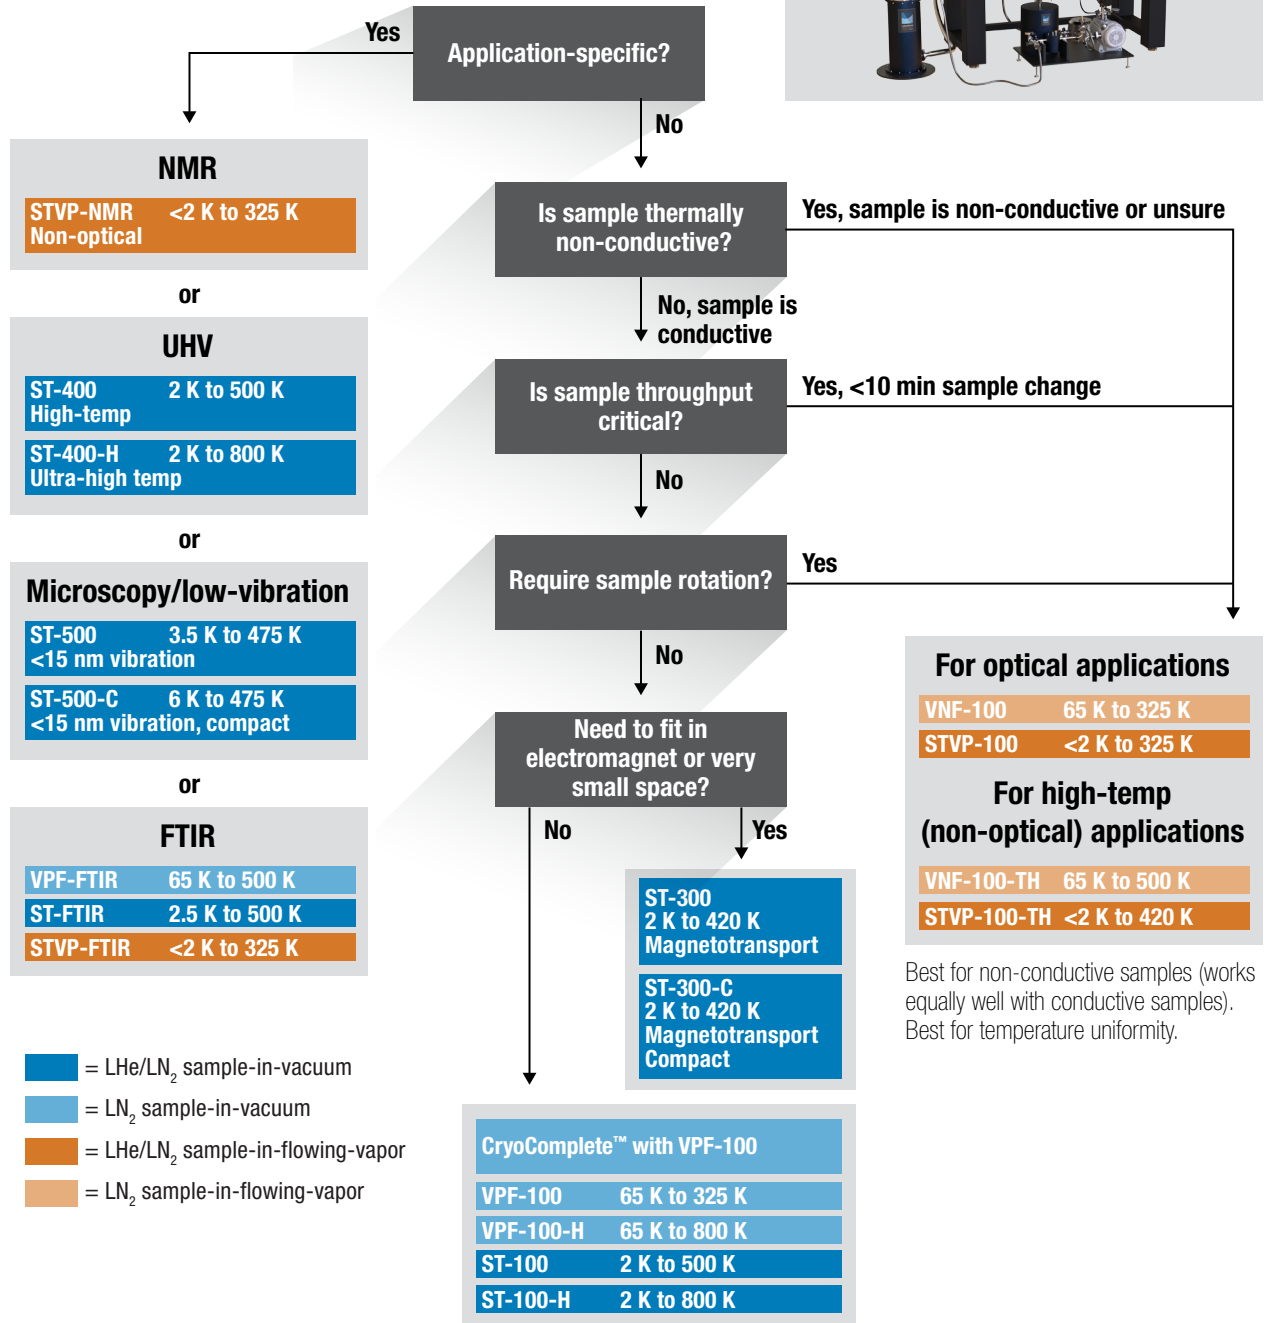 Application-specific?
Yes
No
NMR
STVP-NMR <2 K to 325 K
Non-optical
or
UHV
ST-400 2 K to 500 K
High-temp
ST-400-H 2 K to 800 K
Ultra-high temp
or
Microscopy/low-vibration
ST-500 3.5 K to 475 K
<15 nm vibration
ST-500-C 6 K to 475 K
<15 nm vibration, compact
or
FTIR
VPF-FTIR 65 K to 500 K
ST-FTIR 2.5 K to 500 K
STVP-FTIR <2 K to 325 K
Is sample thermally
non-conductive?
Yes, sample is non-conductive or unsure
No, sample is
conductive
Is sample throughput
critical?
Yes, <10 min sample change
No
Require sample rotation?
Yes
No
Need to fit in
electromagnet or very
small space?
No
Yes
ST-300
2 K to 420 K
Magnetotransport
ST-300-C
2 K to 420 K
Magnetotransport
Compact
CryoComplete™ with VPF-100
VPF-100 65 K to 325 K
VPF-100-H 65 K to 800 K
ST-100 2 K to 500 K
ST-100-H 2 K to 800 K
For optical applications
VNF-100 65 K to 325 K
STVP-100 <2 K to 325 K
For high-temp
(non-optical) applications
VNF-100-TH 65 K to 500 K
STVP-100-TH <2 K to 420 K
Best for non-conductive samples (works
equally well with conductive samples).
Best for temperature uniformity.
= LHe/LN₂ sample-in-vacuum
= LN₂ sample-in-vacuum
= LHe/LN₂ sample-in-flowing-vapor
= LN₂ sample-in-flowing-vapor